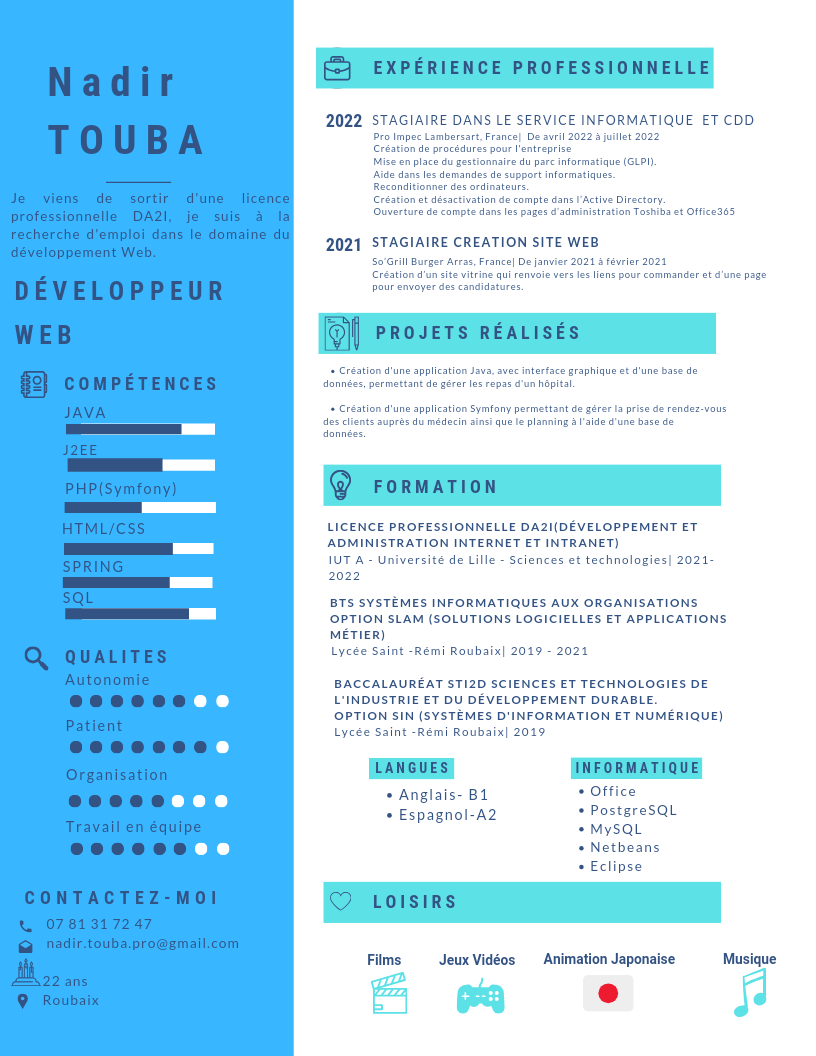 Nadir
TOUBA
Je viens de sortir d'une licence
professionnelle DA2I, je suis à la
recherche d'emploi dans le domaine du
développement Web.
DÉVELOPPEUR
WEB
COMPÉTENCES
JAVA
J2EE
PHP(Symfony)
HTML/CSS
SPRING
SQL
QUALITES
Autonomie
Patient
Organisation
Travail en équipe
CONTACTEZ-MOI
07 81 31 72 47
nadir.touba.pro@gmail.com
22 ans
Roubaix
EXPÉRIENCE PROFESSIONNELLE
2022 STAGIAIRE DANS LE SERVICE INFORMATIQUE ET CDD
Pro Impec Lambersart, France| De avril 2022 à juillet 2022
Création de procédures pour l'entreprise
Mise en place du gestionnaire du parc informatique (GLPI).
Aide dans les demandes de support informatiques.
Reconditionner des ordinateurs.
Création et désactivation de compte dans l'Active Directory.
Ouverture de compte dans les pages d'administration Toshiba et Office365
2021 STAGIAIRE CREATION SITE WEB
So'Grill Burger Arras, France| De janvier 2021 à février 2021
Création d'un site vitrine qui renvoie vers les liens pour commander et d'une page
pour envoyer des candidatures.
PROJETS RÉALISÉS
• Création d'une application Java, avec interface graphique et d'une base de
données, permettant de gérer les repas d'un hôpital.
• Création d'une application Symfony permettant de gérer la prise de rendez-vous
des clients auprès du médecin ainsi que le planning à l'aide d'une base de
données.
FORMATION
LICENCE PROFESSIONNELLE DA2I(DÉVELOPPEMENT ET
ADMINISTRATION INTERNET ET INTRANET)
IUT A - Université de Lille - Sciences et technologies| 2021-
2022
BTS SYSTÈMES INFORMATIQUES AUX ORGANISATIONS
OPTION SLAM (SOLUTIONS LOGICIELLES ET APPLICATIONS
MÉTIER)
Lycée Saint -Rémi Roubaix| 2019 - 2021
BACCALAURÉAT STI2D SCIENCES ET TECHNOLOGIES DE
L'INDUSTRIE ET DU DÉVELOPPEMENT DURABLE.
OPTION SIN (SYSTÈMES D'INFORMATION ET NUMÉRIQUE)
Lycée Saint -Rémi Roubaix| 2019
LANGUES
• Anglais- B1
• Espagnol-A2
INFORMATIQUE
• Office
• PostgreSQL
• MySQL
• Netbeans
• Eclipse
LOISIRS
Films Jeux Vidéos Animation Japonaise Musique